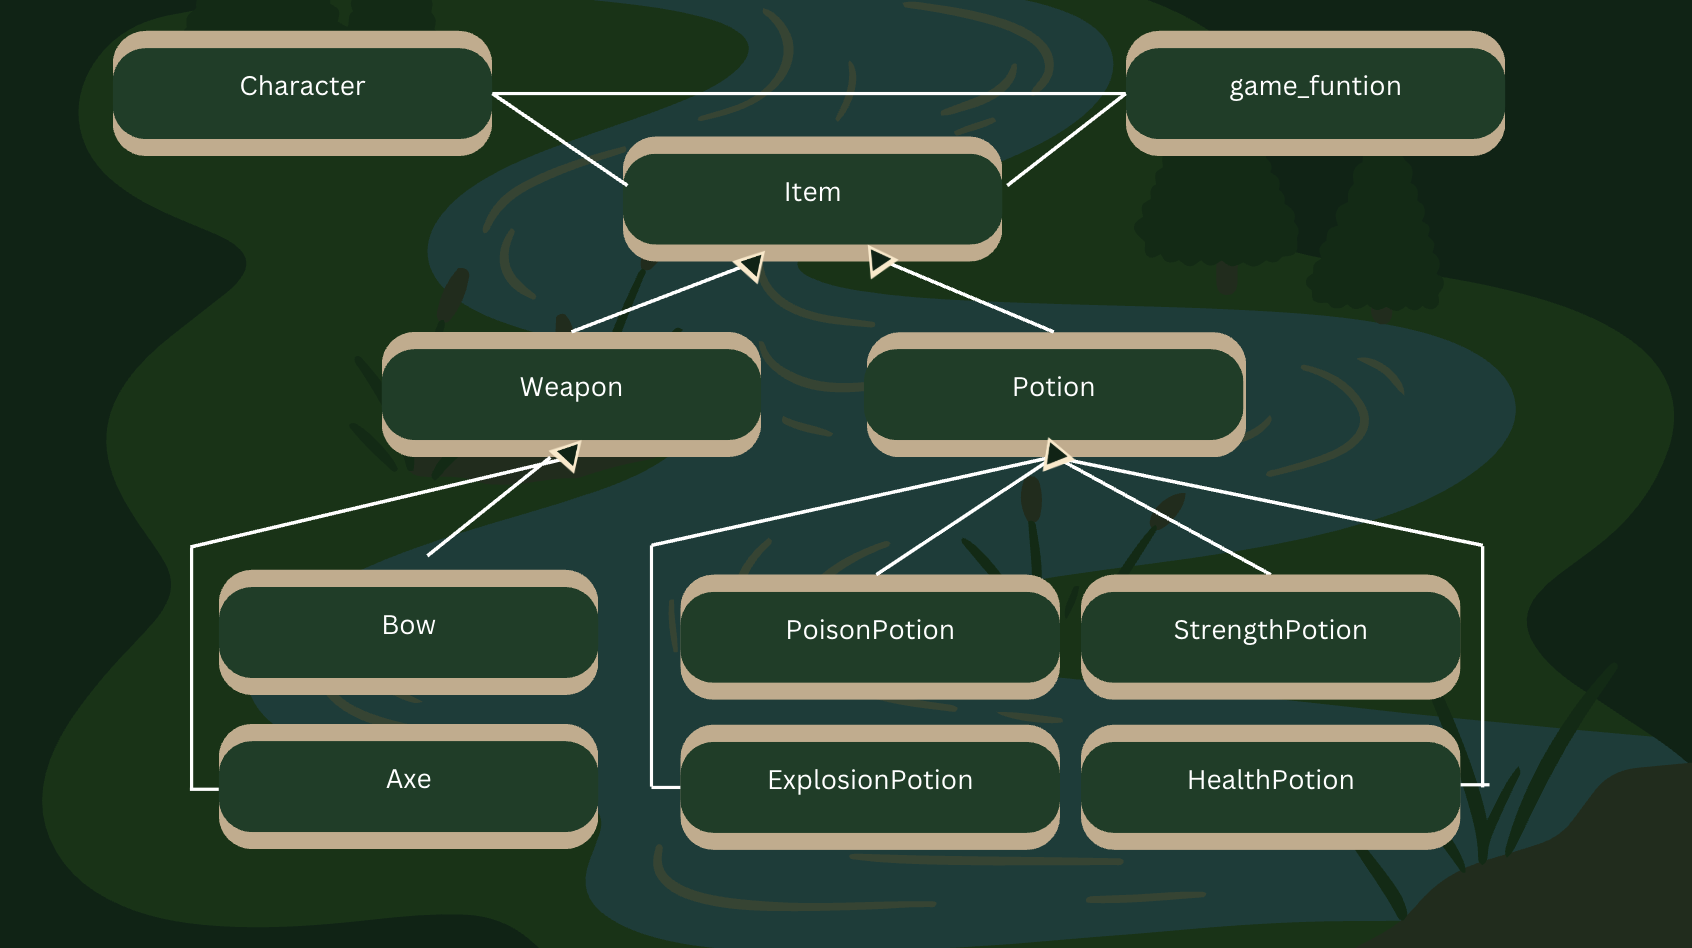 Character
game_funtion
Item
Weapon
Potion
Bow
PoisonPotion
StrengthPotion
Axe
ExplosionPotion
HealthPotion